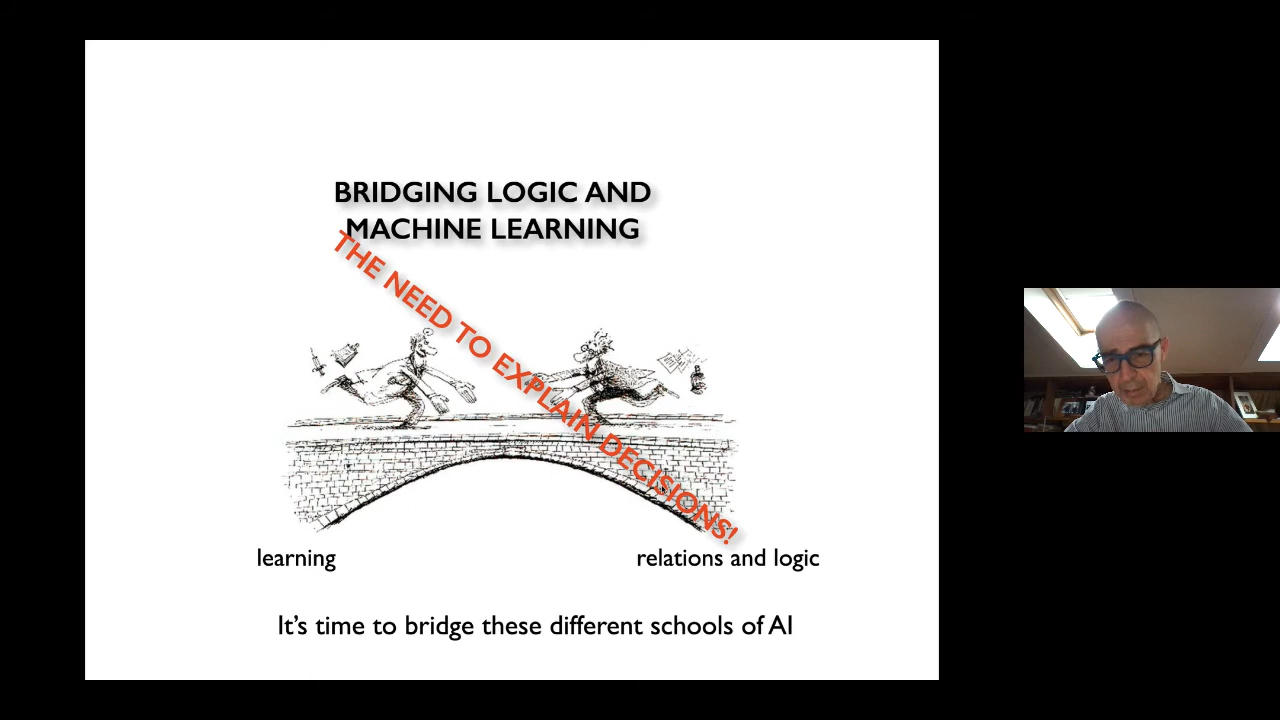 BRIDGING LOGIC AND
MACHINE LEARNING
THE NEED TO EXPLAIN DECISIONS!
learning
relations and logic
It's time to bridge these different schools of AI